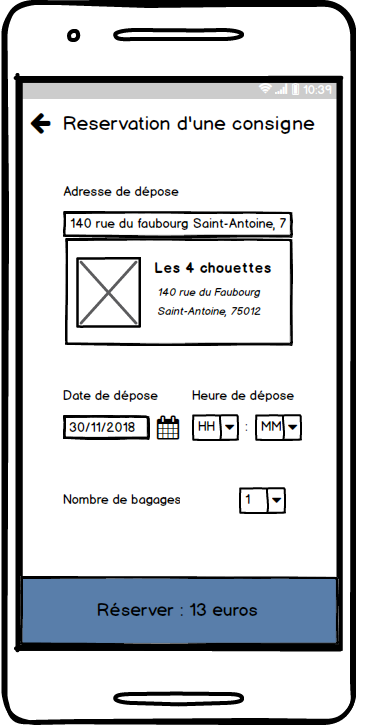 10:39
Reservation d'une consigne
Adresse de dépose
140 rue du faubourg Saint-Antoine, 7
Les 4 chouettes
140 rue du Faubourg
Saint-Antoine, 75012
Date de dépose Heure de dépose
30/11/2018 HH : MM
Nombre de bagages 1
Réserver : 13 euros